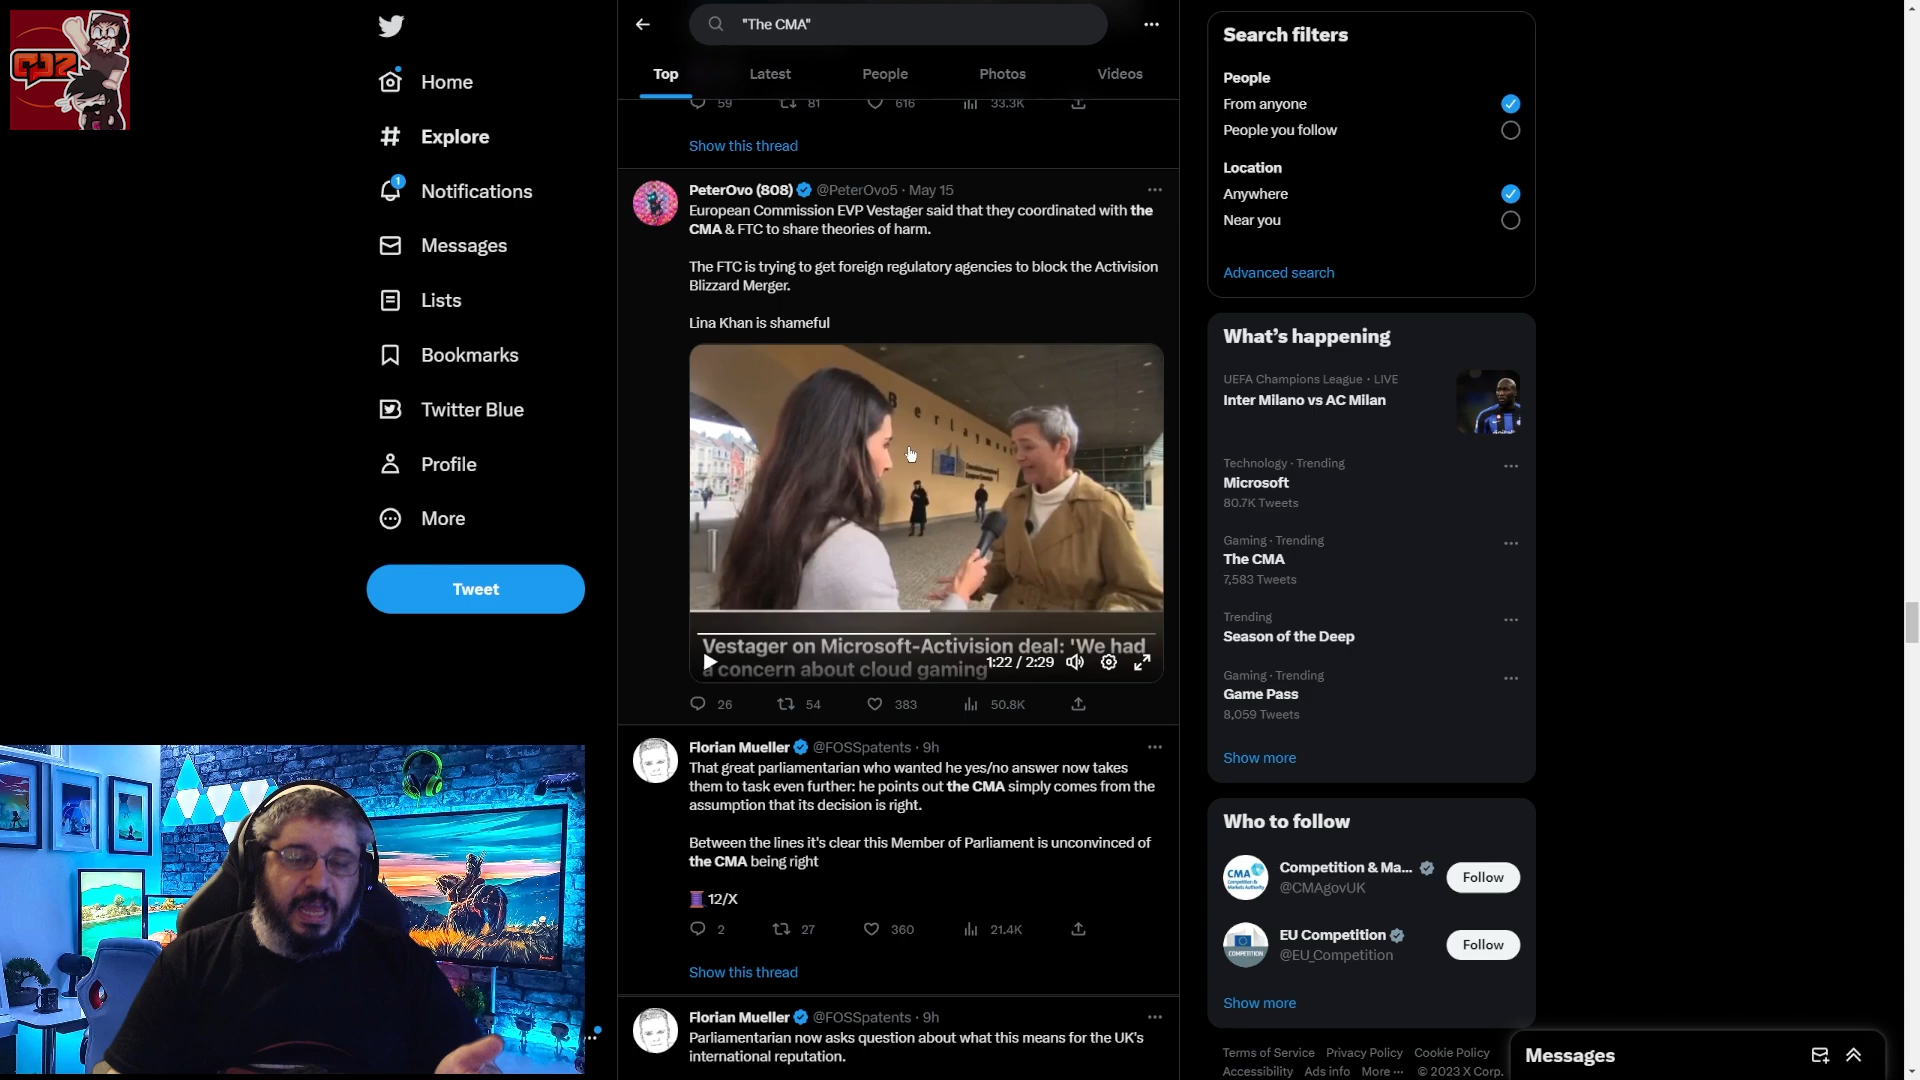 "The CMA"
Top
Latest
People
Photos
Videos
Home
Explore
1
Notifications
Messages
Lists
Bookmarks
Twitter Blue
Profile
More
Tweet
59
81
616
33.3K
Show this thread
PeterOvo (808) @PeterOvo5 · May 15
European Commission EVP Vestager said that they coordinated with the
CMA & FTC to share theories of harm.
The FTC is trying to get foreign regulatory agencies to block the Activision
Blizzard Merger.
Lina Khan is shameful
Berlaymon
Vestager on Microsoft-Activision deal: 'We had
a concern about cloud gaming
1:22 / 2:29
26
54
383
50.8K
Florian Mueller @FOSSpatents · 9h
That great parliamentarian who wanted he yes/no answer now takes
them to task even further: he points out the CMA simply comes from the
assumption that its decision is right.
Between the lines it's clear this Member of Parliament is unconvinced of
the CMA being right
12/X
2
27
360
21.4K
Show this thread
Florian Mueller @FOSSpatents · 9h
Parliamentarian now asks question about what this means for the UK's
international reputation.
Search filters
People
From anyone
People you follow
Location
Anywhere
Near you
Advanced search
What's happening
UEFA Champions League · LIVE
Inter Milano vs AC Milan
Technology · Trending
Microsoft
80.7K Tweets
Gaming · Trending
The CMA
7,583 Tweets
Trending
Season of the Deep
Gaming · Trending
Game Pass
8,059 Tweets
Show more
Who to follow
CMA
Competition & Ma...
@CMAgovUK
Follow
COMPETITION
EU Competition
@EU_Competition
Follow
Show more
Terms of Service Privacy Policy Cookie Policy
Accessibility Ads info More ··· © 2023 X Corp.
Messages